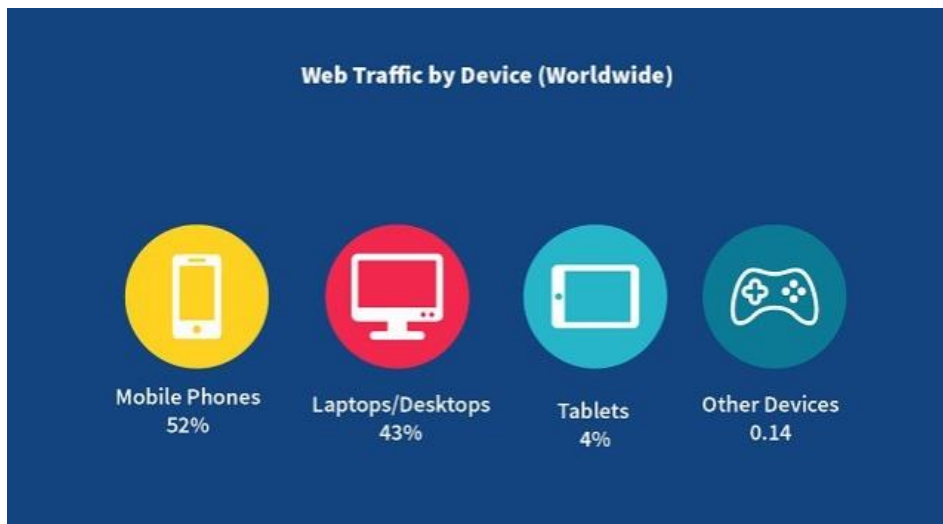 Web Traffic by Device (Worldwide)
Mobile Phones
52%
Laptops/Desktops
43%
Tablets
4%
Other Devices
0.14